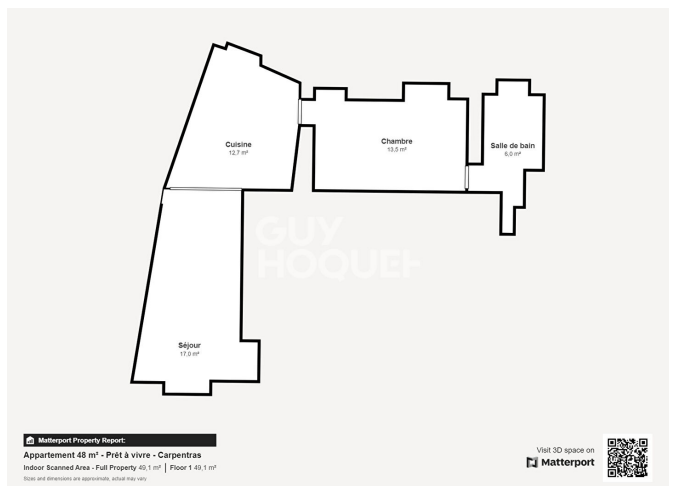 Cuisine
12,7 m²
Chambre
13,5 m²
Salle de bain
6,0 m²
GUY
HOQUET
Séjour
17,0 m²
Matterport Property Report:
Appartement 48 m² - Prêt à vivre - Carpentras
Indoor Scanned Area - Full Property 49,1 m² | Floor 1 49,1 m²
Sizes and dimensions are approximate, actual may vary.
Visit 3D space on
Matterport